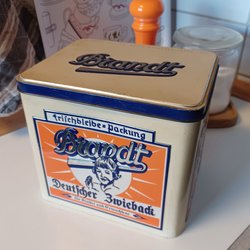 Brandt
Frischbleibe=Packung
Brandt
Deutscher Zwieback